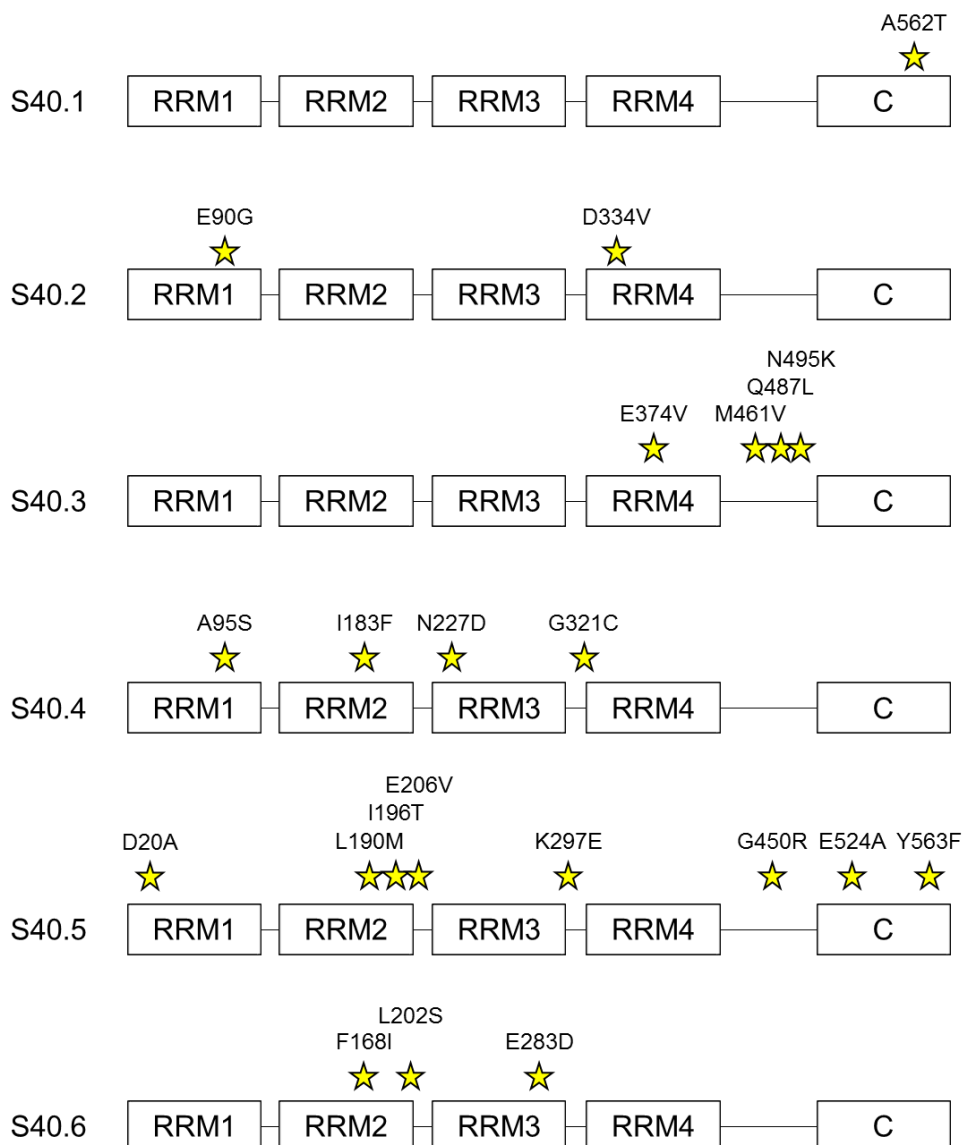 A562T
S40.1 RRM1 RRM2 RRM3 RRM4 C
E90G D334V
S40.2 RRM1 RRM2 RRM3 RRM4 C
N495K
Q487L
E374V M461V
S40.3 RRM1 RRM2 RRM3 RRM4 C
A95S I183F N227D G321C
S40.4 RRM1 RRM2 RRM3 RRM4 C
E206V
I196T
D20A L190M K297E G450R E524A Y563F
S40.5 RRM1 RRM2 RRM3 RRM4 C
L202S
F168I E283D
S40.6 RRM1 RRM2 RRM3 RRM4 C